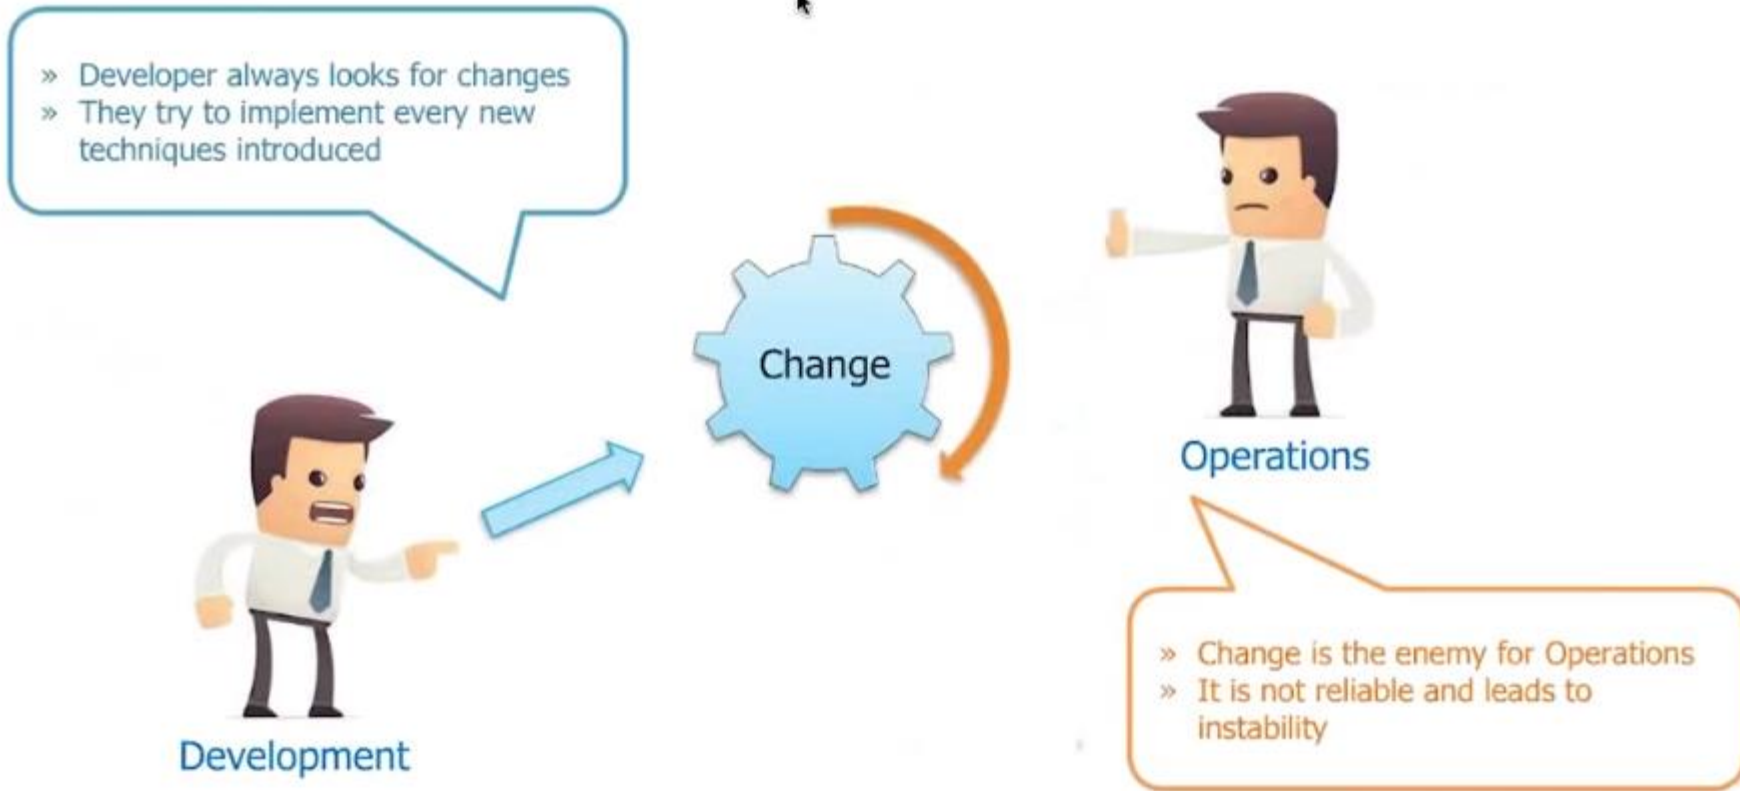 » Developer always looks for changes
» They try to implement every new
techniques introduced
Change
Operations
Development
» Change is the enemy for Operations
» It is not reliable and leads to
instability